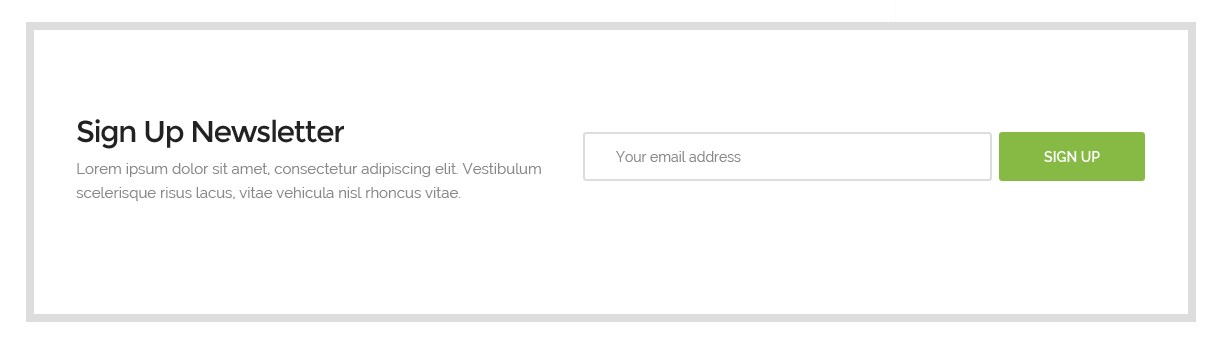 Sign Up Newsletter
Lorem ipsum dolor sit amet, consectetur adipiscing elit. Vestibulum
scelerisque risus lacus, vitae vehicula nisl rhoncus vitae.
Your email address
SIGN UP